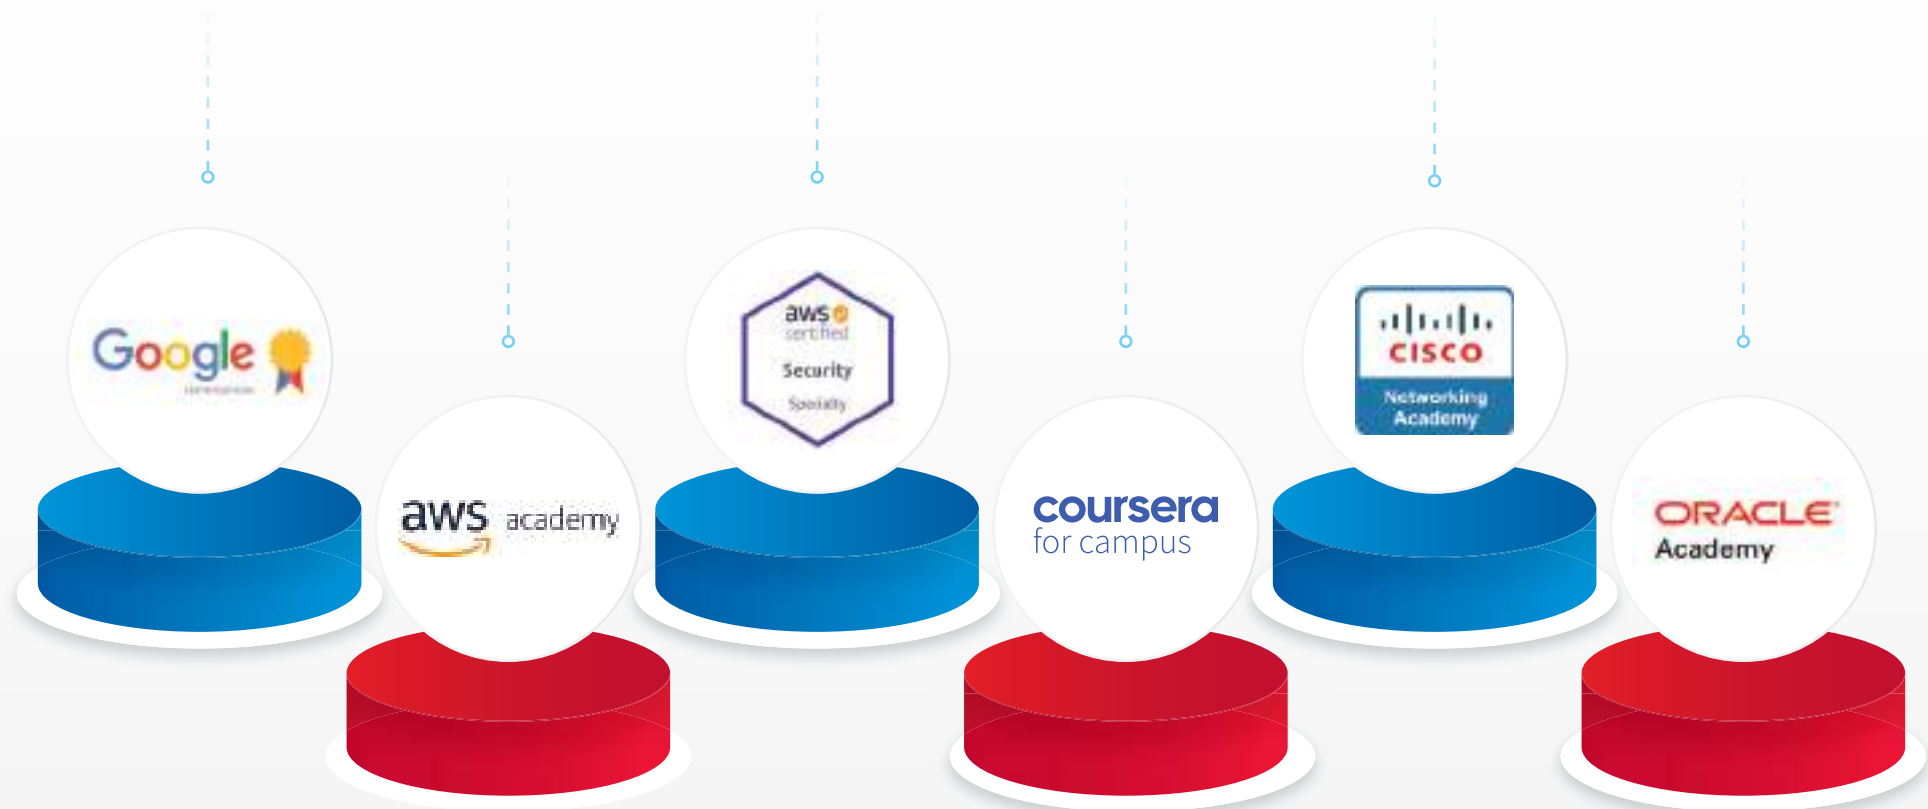 Google
aws academy
aws
certified
Security
Specialty
coursera
for campus
CISCO
Networking
Academy
ORACLE
Academy